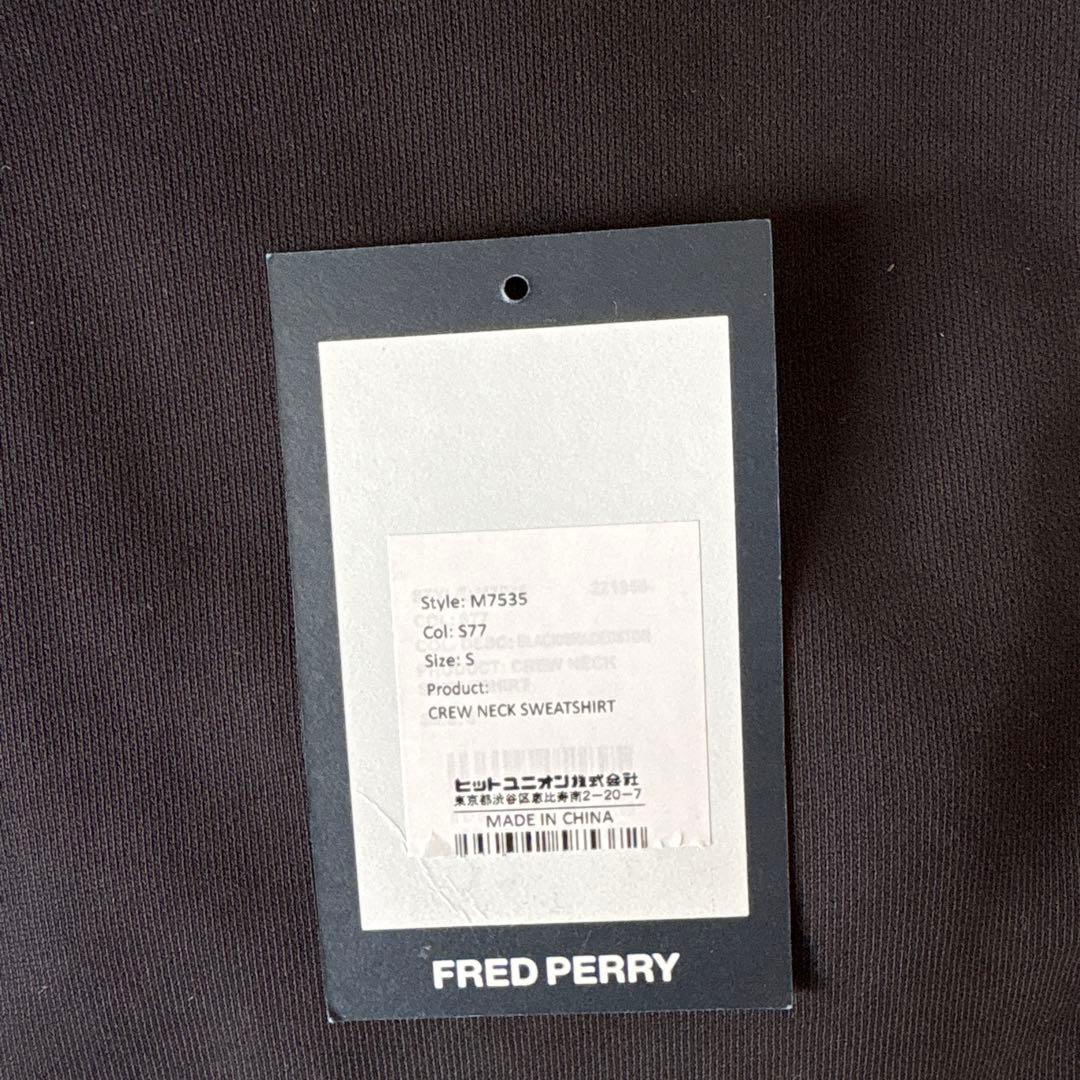 Style: M7535
Col: S77
Size: S
Product:
CREW NECK SWEATSHIRT
ヒットユニオン株式会社
東京都渋谷区恵比寿南2-20-7
MADE IN CHINA
FRED PERRY